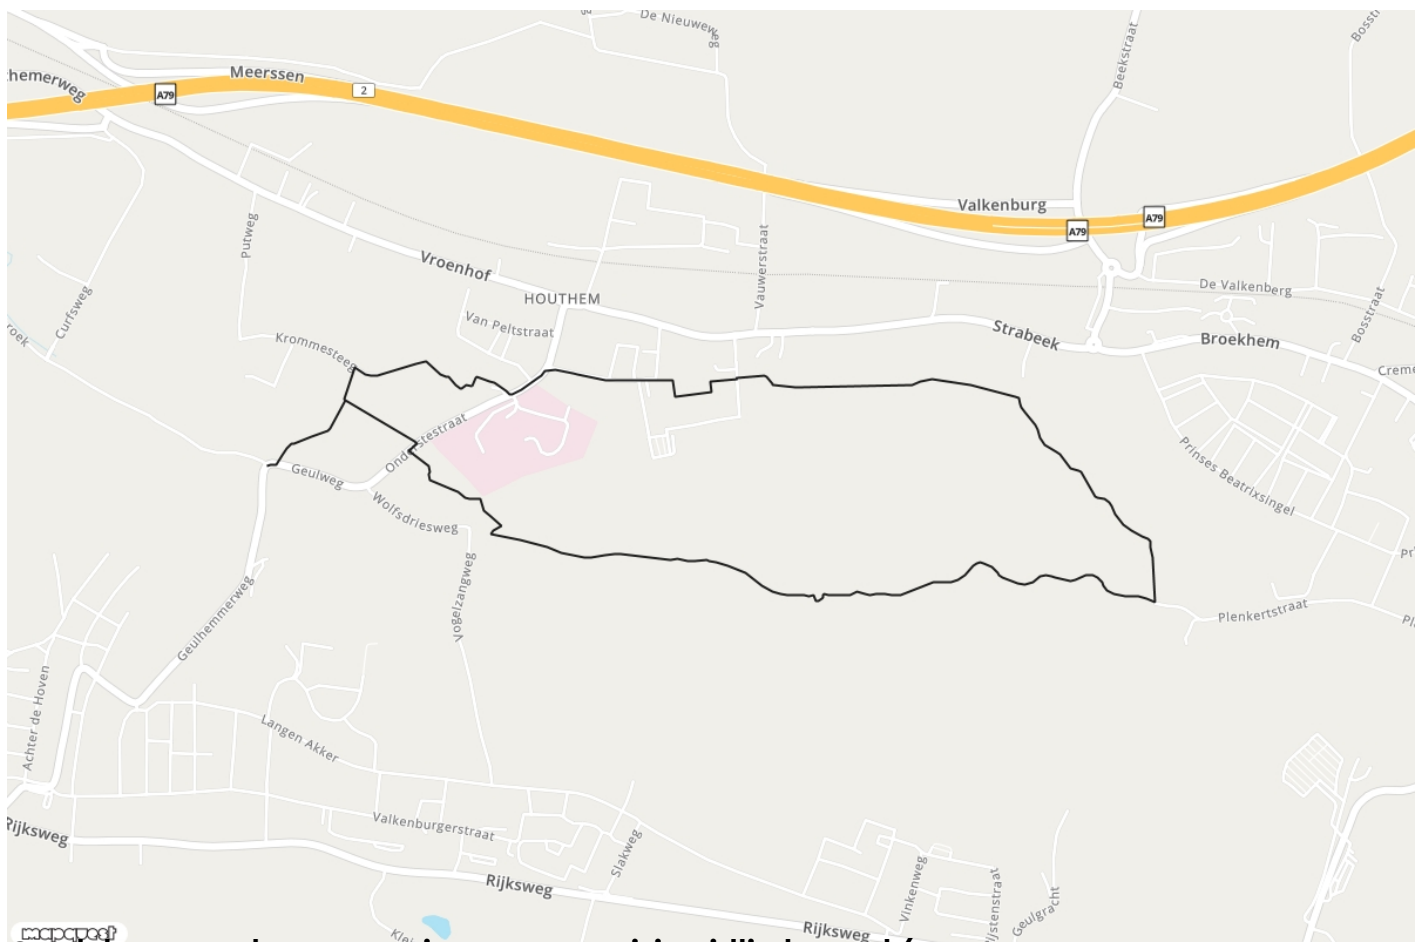 De Nieuweweg
Meerssen
2
A79
Beekstraat
Valkenburg
A79
A79
Putweg
Vroenhof
HOUTHEM
Vauwerstraat
De Valkenberg
Curfsweg
Van Peltstraat
Strabeek
Broekhem
Bosstraat
Krommesteeg
Onderstestraat
Geulweg
Wolfsdriesweg
Prinses Beatrixsingel
Vogelzangweg
Geulhemmerweg
Plenkertstraat
Achter de Hoven
Langen Akker
Valkenburgerstraat
Rijksweg
Slakweg
Rijksweg
Vinkenweg
Geulgracht
Rijksweg
mapquest